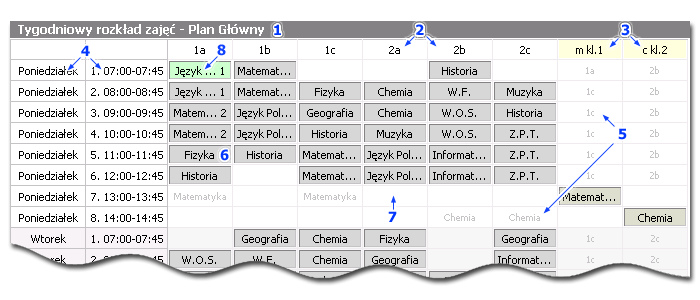 Tygodniowy rozkład zajęć - Plan Główny 1
4 1a 8 1b 1c 2a 2 2b 2c m kl.1 3 c kl.2
Poniedziałek 1. 07:00-07:45 Język ... 1 Matemat... Historia 1a 2b
Poniedziałek 2. 08:00-08:45 Język ... 1 Matemat... Fizyka Chemia W.F. Muzyka 1c 2b
Poniedziałek 3. 09:00-09:45 Matem... 2 Język Pol... Geografia Chemia W.O.S. Historia 1c 2b
Poniedziałek 4. 10:00-10:45 Matem... 2 Język Pol... Historia Muzyka W.O.S. Z.P.T. 1c 2b 5
Poniedziałek 5. 11:00-11:45 Fizyka 6 Historia Matemat... Język Pol... Informat... Z.P.T. 1c 2b
Poniedziałek 6. 12:00-12:45 Historia Matemat... Język Pol... Informat... Z.P.T. 1c 2b
Poniedziałek 7. 13:00-13:45 Matematyka Matematyka 7 Matemat...
Poniedziałek 8. 14:00-14:45 Chemia Chemia Chemia
Wtorek 1. 07:00-07:45 Geografia Chemia Fizyka Geografia 1c 2c
2. 08:00-08:45 W.O.S. W.F. Chemia Informat... 1c 2c